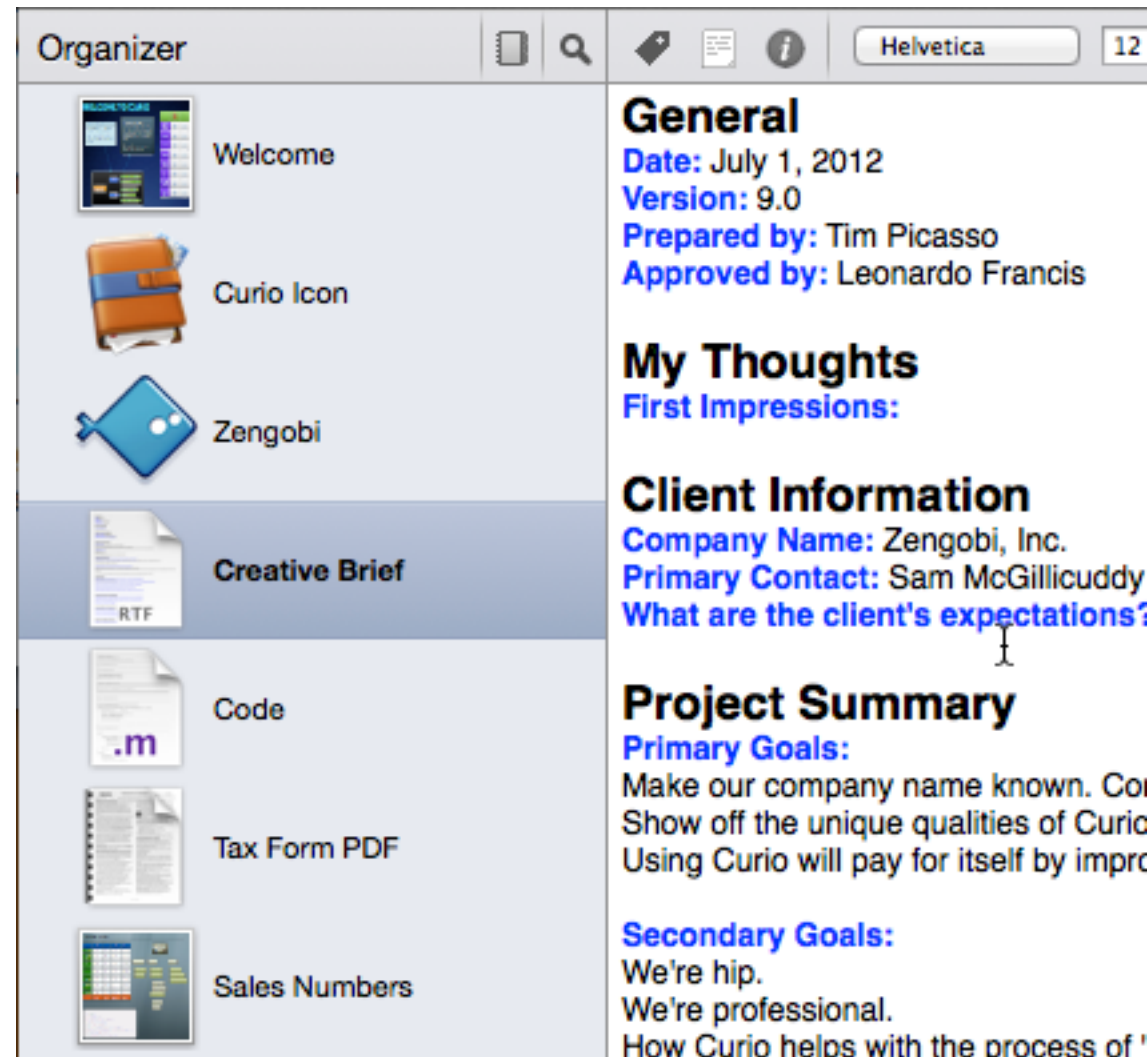 Organizer
Helvetica
12
WELCOME TO CURIO
Welcome
Curio Icon
Zengobi
RTF
Creative Brief
.m
Code
Tax Form PDF
Sales Numbers
General
Date: July 1, 2012
Version: 9.0
Prepared by: Tim Picasso
Approved by: Leonardo Francis
My Thoughts
First Impressions:
Client Information
Company Name: Zengobi, Inc.
Primary Contact: Sam McGillicuddy
What are the client's expectations?
Project Summary
Primary Goals:
Make our company name known.
Show off the unique qualities of Curio
Using Curio will pay for itself by
Secondary Goals:
We're hip.
We're professional.
How Curio helps with the process of "